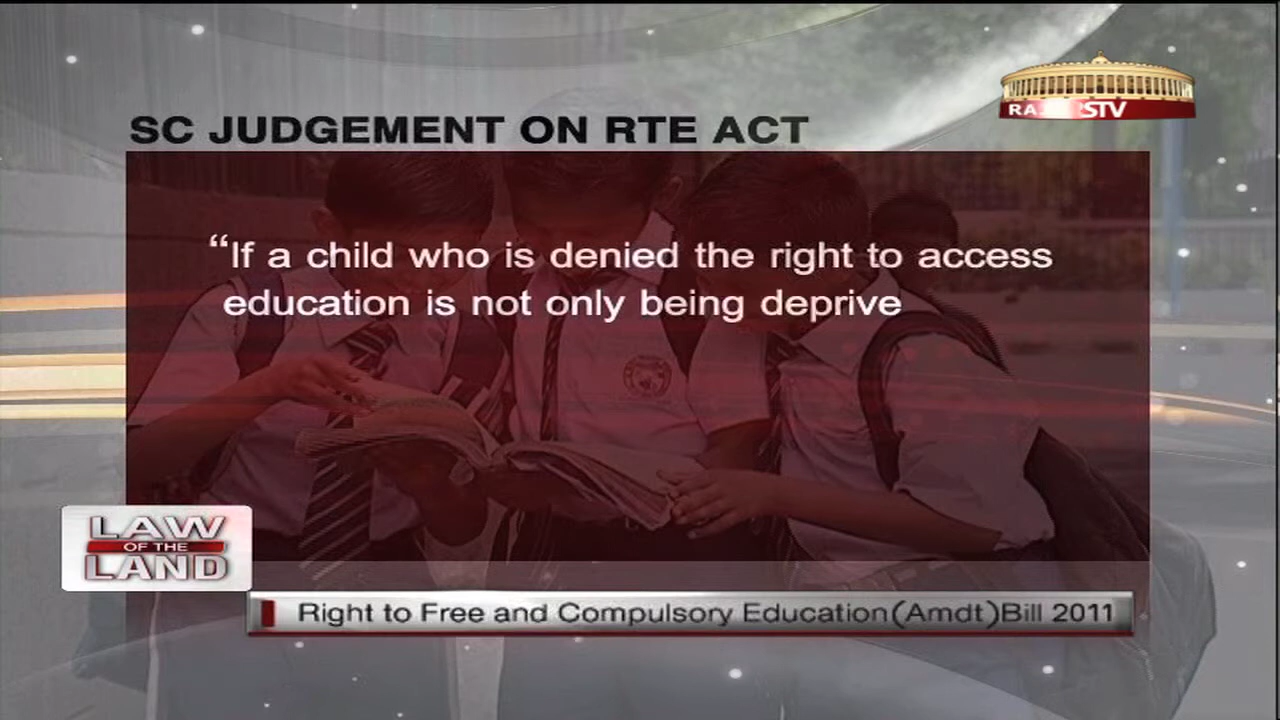 SC JUDGEMENT ON RTE ACT
“If a child who is denied the right to access
education is not only being deprive
LAW
OF THE
LAND
Right to Free and Compulsory Education(Amdt)Bill 2011